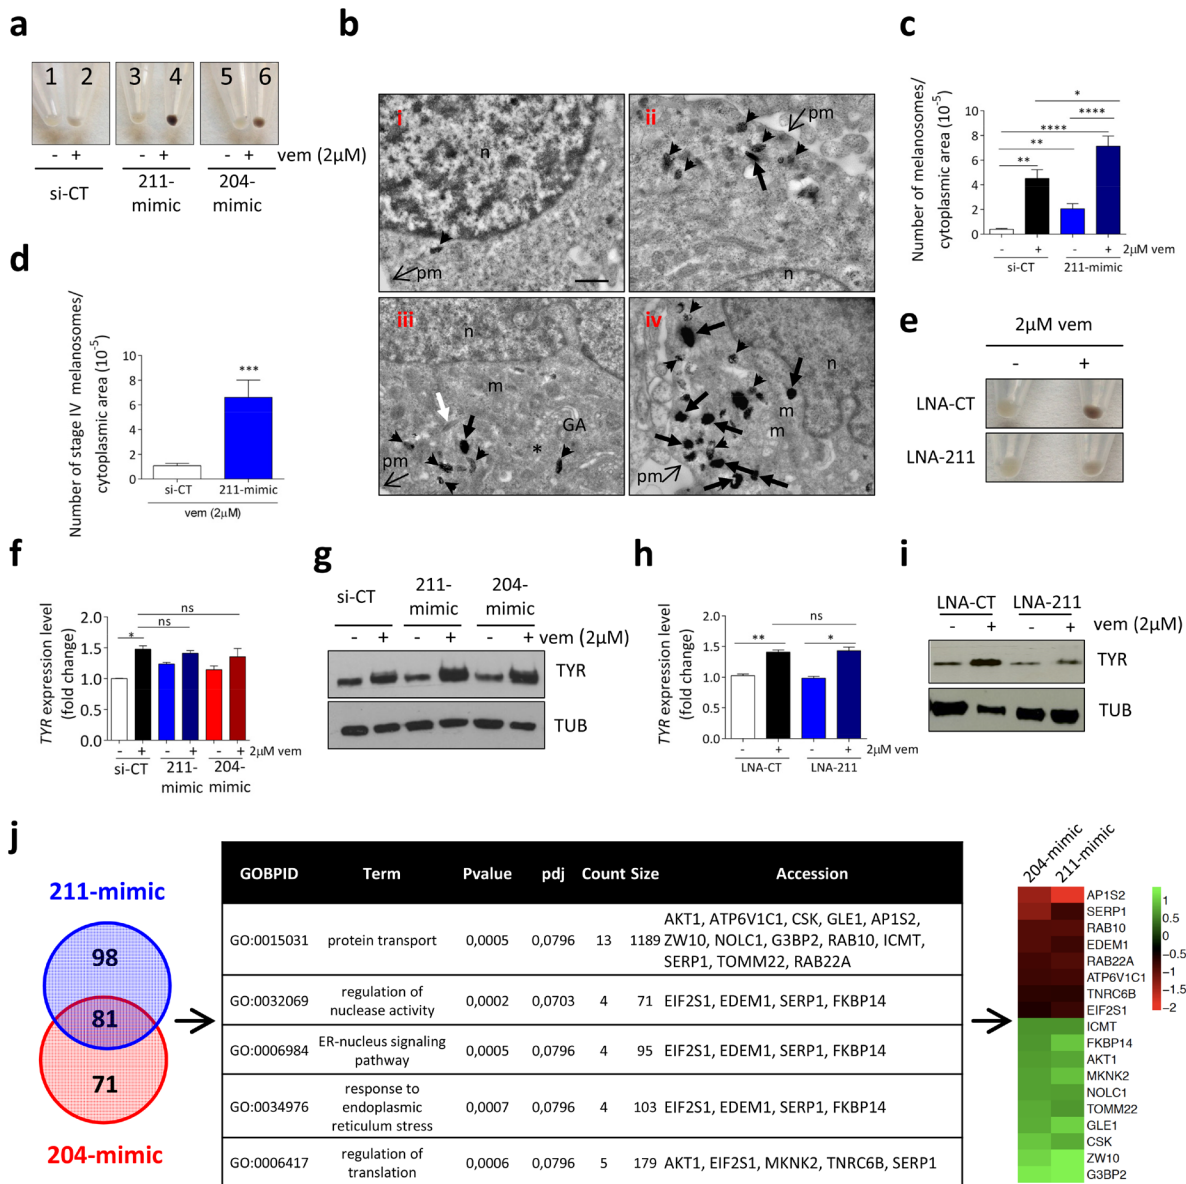 a
1 2 3 4 5 6
- + - + - + vem (2μM)
si-CT 211-mimic 204-mimic
b
i
n
pm
ii
pm
n
iii
n
m
GA
*
pm
iv
n
m
m
pm
c
Number of melanosomes/
cytoplasmic area (10-5)
10
8
6
4
2
0
*
****
****
**
**
- + - + 2μM vem
si-CT 211-mimic
d
Number of stage IV melanosomes/
cytoplasmic area (10-5)
10
8
6
4
2
0
***
si-CT 211-mimic
vem (2μM)
e
2μM vem
- +
LNA-CT
LNA-211
f
TYR expression level
(fold change)
2.0
1.5
1.0
0.5
0.0
ns
* ns
- + - + - + 2μM vem
si-CT 211-mimic 204-mimic
g
si-CT 211-mimic 204-mimic
- + - + - + vem (2μM)
TYR
TUB
h
TYR expression level
(fold change)
2.0
1.5
1.0
0.5
0.0
ns
** *
- + - + 2μM vem
LNA-CT LNA-211
i
LNA-CT LNA-211
- + - + vem (2μM)
TYR
TUB
j
211-mimic
98
81
71
204-mimic
GOBPID Term Pvalue pdj Count Size Accession
GO:0015031 protein transport 0,0005 0,0796 13 1189 AKT1, ATP6V1C1, CSK, GLE1, AP1S2,
ZW10, NOLC1, G3BP2, RAB10, ICMT,
SERP1, TOMM22, RAB22A
GO:0032069 regulation of
nuclease activity 0,0002 0,0703 4 71 EIF2S1, EDEM1, SERP1, FKBP14
GO:0006984 ER-nucleus signaling
pathway 0,0005 0,0796 4 95 EIF2S1, EDEM1, SERP1, FKBP14
GO:0034976 response to
endoplasmic
reticulum stress 0,0007 0,0796 4 103 EIF2S1, EDEM1, SERP1, FKBP14
GO:0006417 regulation of
translation 0,0006 0,0796 5 179 AKT1, EIF2S1, MKNK2, TNRC6B, SERP1
204-mimic
211-mimic
AP1S2
SERP1
RAB10
EDEM1
RAB22A
ATP6V1C1
TNRC6B
EIF2S1
ICMT
FKBP14
AKT1
MKNK2
NOLC1
TOMM22
GLE1
CSK
ZW10
G3BP2
1
0.5
0
−0.5
−1
−1.5
−2